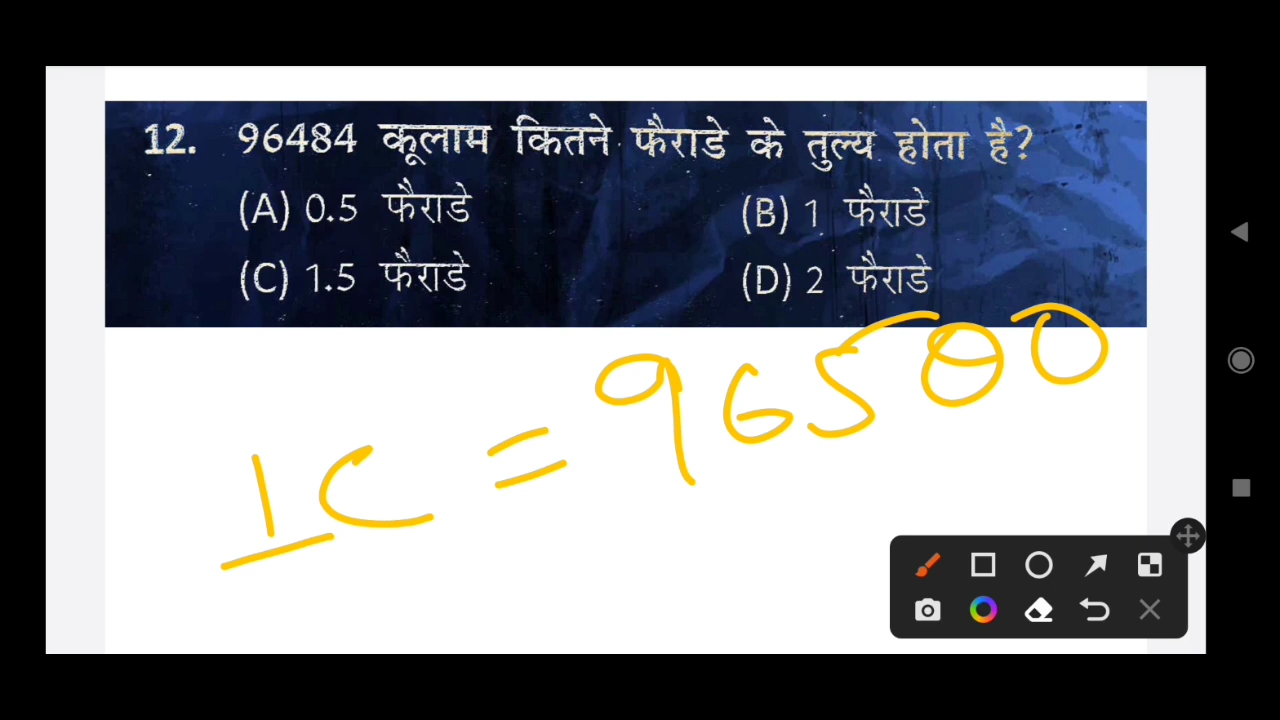 12. 96484 कूलाम कितने फैराडे के तुल्य होता है?
(A) 0.5 फैराडे (B) 1 फैराडे
(C) 1.5 फैराडे (D) 2 फैराडे
1C = 96500